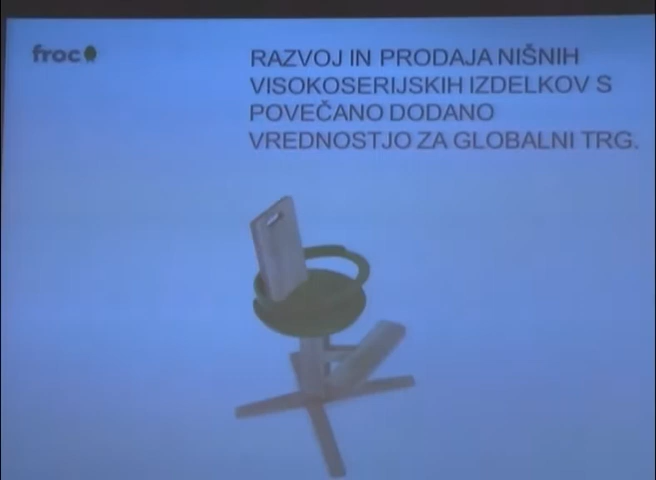 froc
RAZVOJ IN PRODAJA NIŠNIH
VISOKOSERIJSKIH IZDELKOV S
POVEČANO DODANO
VREDNOSTJO ZA GLOBALNI TRG.